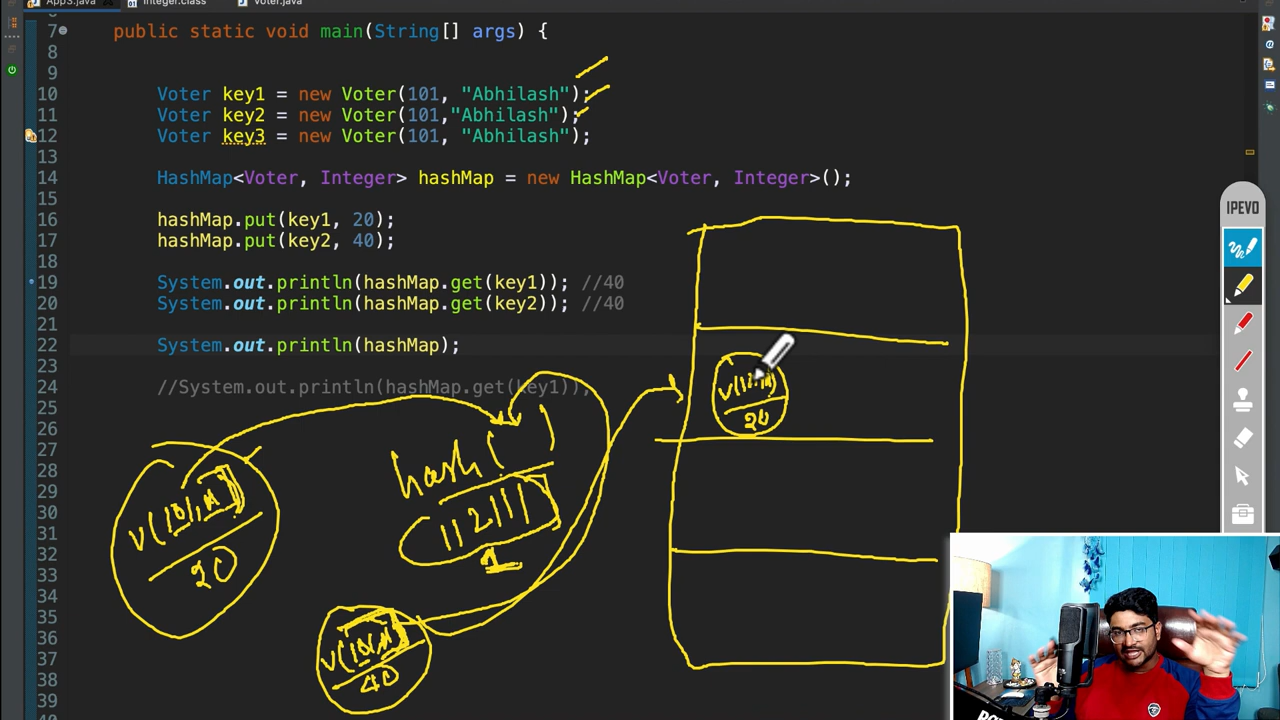 App3.java Integer.class Voter.java
7 public static void main(String[] args) {
8
9
10 Voter key1 = new Voter(101, "Abhilash");
11 Voter key2 = new Voter(101,"Abhilash");
12 Voter key3 = new Voter(101, "Abhilash");
13
14 HashMap<Voter, Integer> hashMap = new HashMap<Voter, Integer>();
15
16 hashMap.put(key1, 20);
17 hashMap.put(key2, 40);
18
19 System.out.println(hashMap.get(key1)); //40
20 System.out.println(hashMap.get(key2)); //40
21
22 System.out.println(hashMap);
23
24 //System.out.println(hashMap.get(key1));
25
26
27
28
29
30
31
32
33
34
35
36
37
38
39
IPEVO
20
hash( )
112111
1
v(101,A)
20
v(101,A)
40